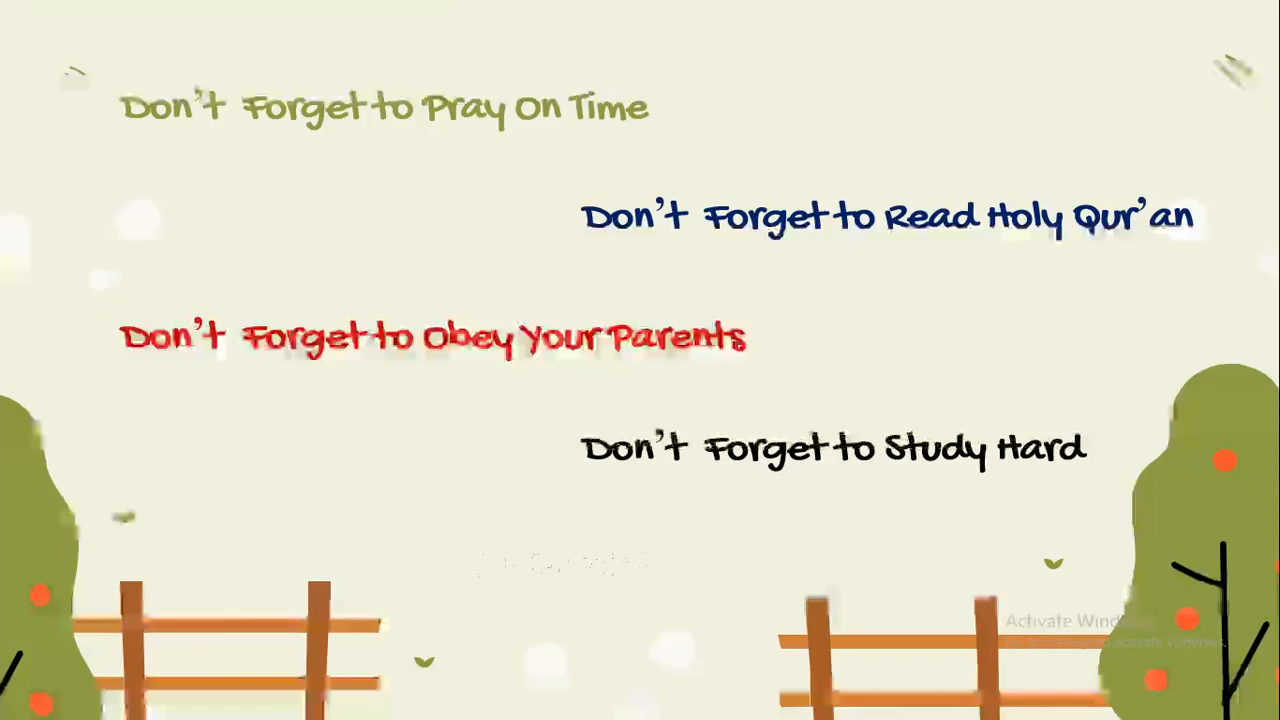 Don't Forget to Pray On Time
Don't Forget to Read Holy Qur'an
Don't Forget to Obey Your Parents
Don't Forget to Study Hard
Activate Windows